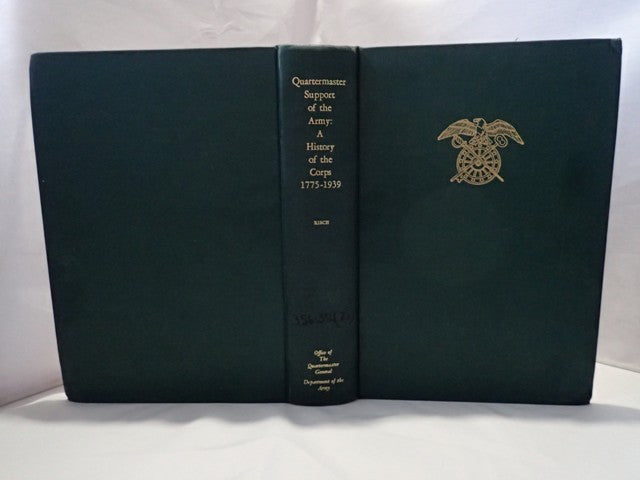 Quartermaster
Support
of the
Army:
A
History
of the
Corps
1775-1939
RISCH
Office of
The
Quartermaster
General
Department of the
Army